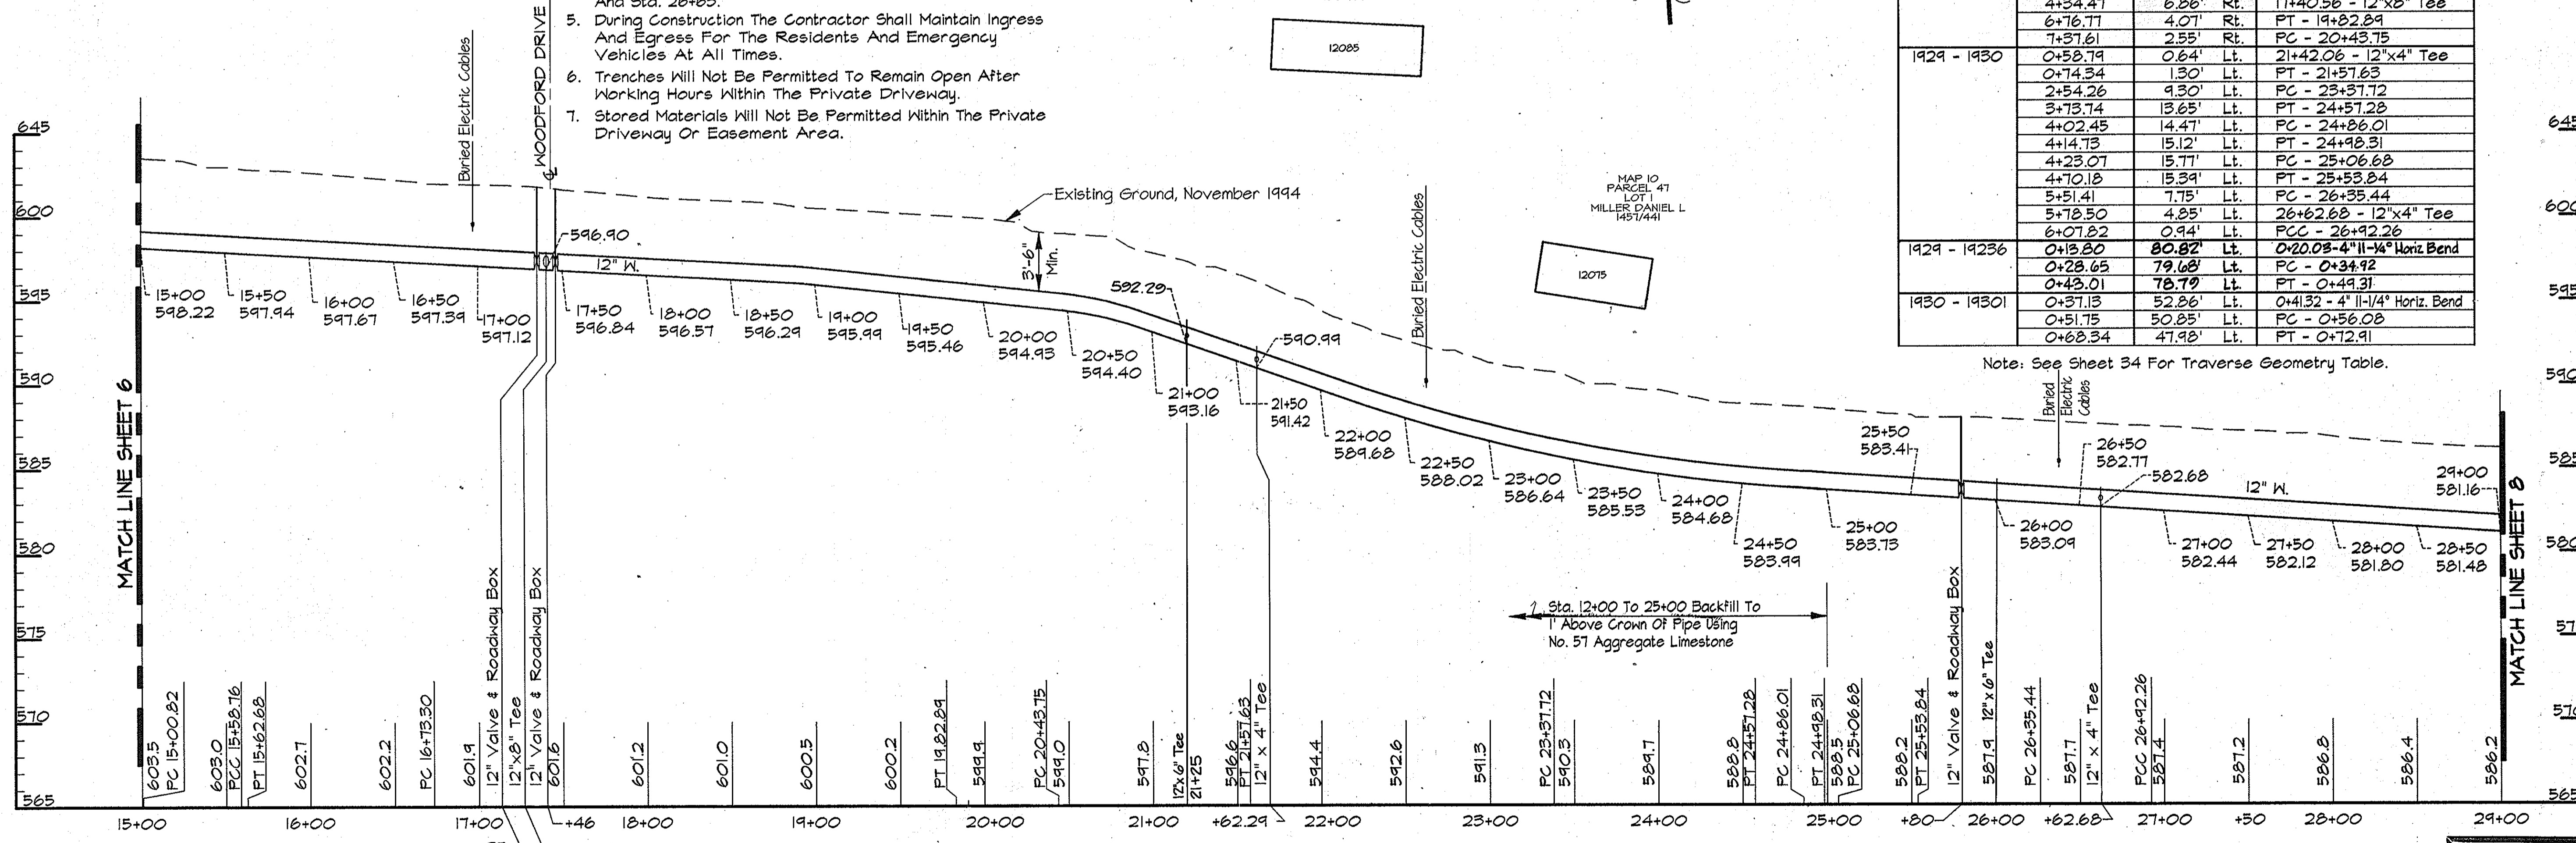 And Sta. 26+65.
5. During Construction The Contractor Shall Maintain Ingress
And Egress For The Residents And Emergency
Vehicles At All Times.
6. Trenches Will Not Be Permitted To Remain Open After
Working Hours Within The Private Driveway.
7. Stored Materials Will Not Be Permitted Within The Private
Driveway Or Easement Area.
WOODFORD DRIVE
℄
Buried Electric Cables
12085
12075
MAP 10
PARCEL 47
LOT 1
MILLER DANIEL L
1457/441
4+34.47 6.86' Rt. 17+40.56 - 12"x8" Tee
6+76.77 4.07' Rt. PT - 19+82.89
7+37.61 2.55' Rt. PC - 20+43.75
1929 - 1930 0+58.79 0.64' Lt. 21+42.06 - 12"x4" Tee
0+74.34 1.30' Lt. PT - 21+57.63
2+54.26 9.30' Lt. PC - 23+37.72
3+73.74 13.65' Lt. PT - 24+57.28
4+02.45 14.47' Lt. PC - 24+86.01
4+14.73 15.12' Lt. PT - 24+98.31
4+23.07 15.77' Lt. PC - 25+06.68
4+70.18 15.39' Lt. PT - 25+53.84
5+51.41 7.75' Lt. PC - 26+35.44
5+78.50 4.85' Lt. 26+62.68 - 12"x4" Tee
6+07.82 0.94' Lt. PCC - 26+92.26
1929 - 19236 0+13.80 80.82' Lt. 0+20.03-4" 11-1/4° Horiz Bend
0+28.65 79.68' Lt. PC - 0+34.92
0+43.01 78.79' Lt. PT - 0+49.31
1930 - 19301 0+37.13 52.86' Lt. 0+41.32 - 4" 11-1/4° Horiz. Bend
0+51.75 50.85' Lt. PC - 0+56.08
0+68.34 47.98' Lt. PT - 0+72.91
Note: See Sheet 34 For Traverse Geometry Table.
645
600
595
590
585
580
575
570
565
MATCH LINE SHEET 6
Existing Ground, November 1994
3'-6"
Min.
Buried Electric Cables
Buried
Electric
Cables
596.90
12" W.
592.29
590.99
582.68
12" W.
15+00
598.22
15+50
597.94
16+00
597.67
16+50
597.39
17+00
597.12
17+50
596.84
18+00
596.57
18+50
596.29
19+00
595.99
19+50
595.46
20+00
594.93
20+50
594.40
21+00
593.16
21+50
591.42
22+00
589.68
22+50
588.02
23+00
586.64
23+50
585.53
24+00
584.68
24+50
583.99
25+00
583.73
25+50
583.41
26+00
583.09
26+50
582.77
27+00
582.44
27+50
582.12
28+00
581.80
28+50
581.48
29+00
581.16
Sta. 12+00 To 25+00 Backfill To
1' Above Crown Of Pipe Using
No. 57 Aggregate Limestone
MATCH LINE SHEET 8
645
600
595
590
585
580
565
603.5
PC 15+00.82
603.0
PCC 15+58.76
PT 15+62.68
602.7
602.2
PC 16+73.30
601.9
12" Valve & Roadway Box
12"x8" Tee
12" Valve & Roadway Box
601.6
601.2
601.0
600.5
600.2
PT 19,82.89
599.9
PC 20+43.75
599.0
597.8
12"x6" Tee
21+25
596.6
PT 21+57.63
12" x 4" Tee
594.4
592.6
591.3
PC 23+37.72
590.3
589.7
588.8
PT 24+57.28
PC 24+86.01
PT 24+98.31
588.5
PC 25+06.68
588.2
PT 25+53.84
12" Valve & Roadway Box
587.9
12"x6" Tee
PC 26+35.44
587.7
12" x 4" Tee
PCC 26+92.26
587.4
587.2
586.8
586.4
586.2
15+00 16+00 17+00 +46 18+00 19+00 20+00 21+00 +62.29 22+00 23+00 24+00 25+00 +80 26+00 +62.68 27+00 +50 28+00 29+00